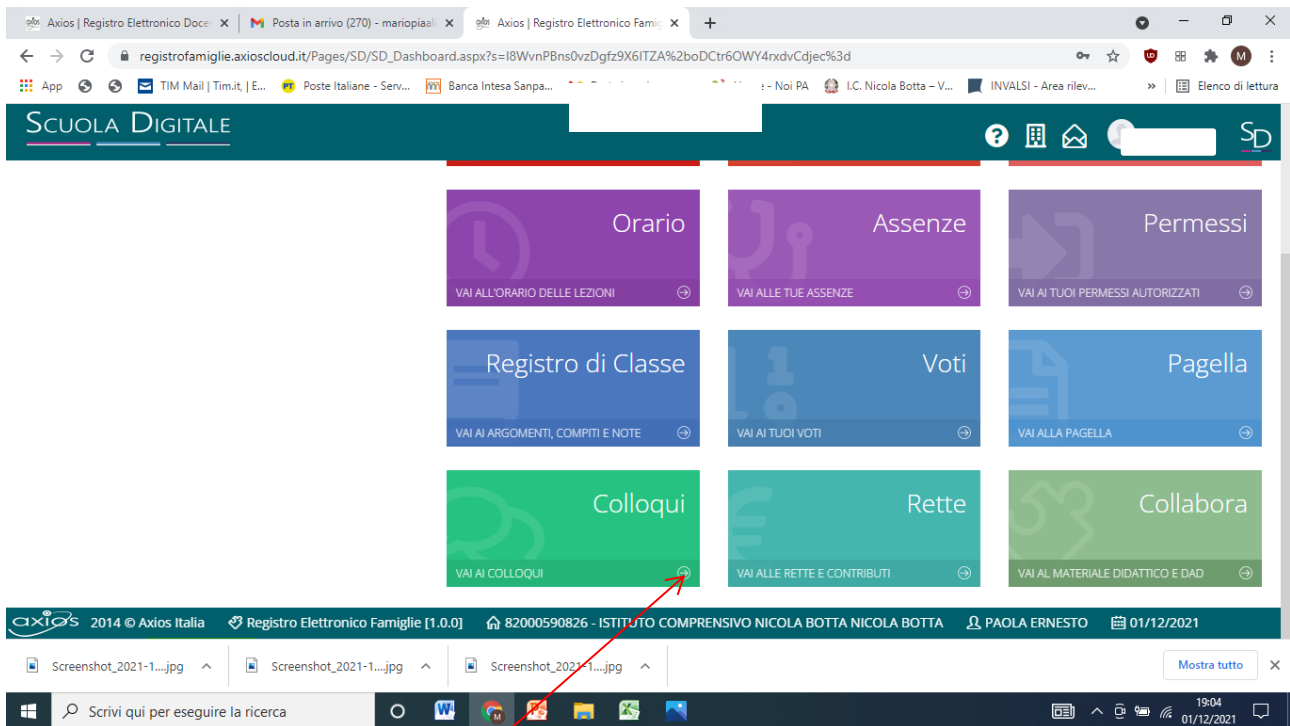 Axios | Registro Elettronico Docen
Posta in arrivo (270) - mariopiaali
Axios | Registro Elettronico Famig
registrofamiglie.axioscloud.it/Pages/SD/SD_Dashboard.aspx?s=I8WvnPBns0vzDgfz9X6ITZA%2boDCtr6OWY4rxdvCdjec%3d
M
App
TIM Mail | Tim.it, | E...
Poste Italiane - Serv...
Banca Intesa Sanpa...
- Noi PA
I.C. Nicola Botta – V...
INVALSI - Area rilev...
»
Elenco di lettura
SCUOLA DIGITALE
SD
Orario
VAI ALL'ORARIO DELLE LEZIONI
Assenze
VAI ALLE TUE ASSENZE
Permessi
VAI AI TUOI PERMESSI AUTORIZZATI
Registro di Classe
VAI AI ARGOMENTI, COMPITI E NOTE
Voti
VAI AI TUOI VOTI
Pagella
VAI ALLA PAGELLA
Colloqui
VAI AI COLLOQUI
Rette
VAI ALLE RETTE E CONTRIBUTI
Collabora
VAI AL MATERIALE DIDATTICO E DAD
axios 2014 © Axios Italia
Registro Elettronico Famiglie [1.0.0]
82000590826 - ISTITUTO COMPRENSIVO NICOLA BOTTA NICOLA BOTTA
PAOLA ERNESTO
01/12/2021
Screenshot_2021-1....jpg
Screenshot_2021-1....jpg
Screenshot_2021-1....jpg
Mostra tutto
Scrivi qui per eseguire la ricerca
19:04
01/12/2021